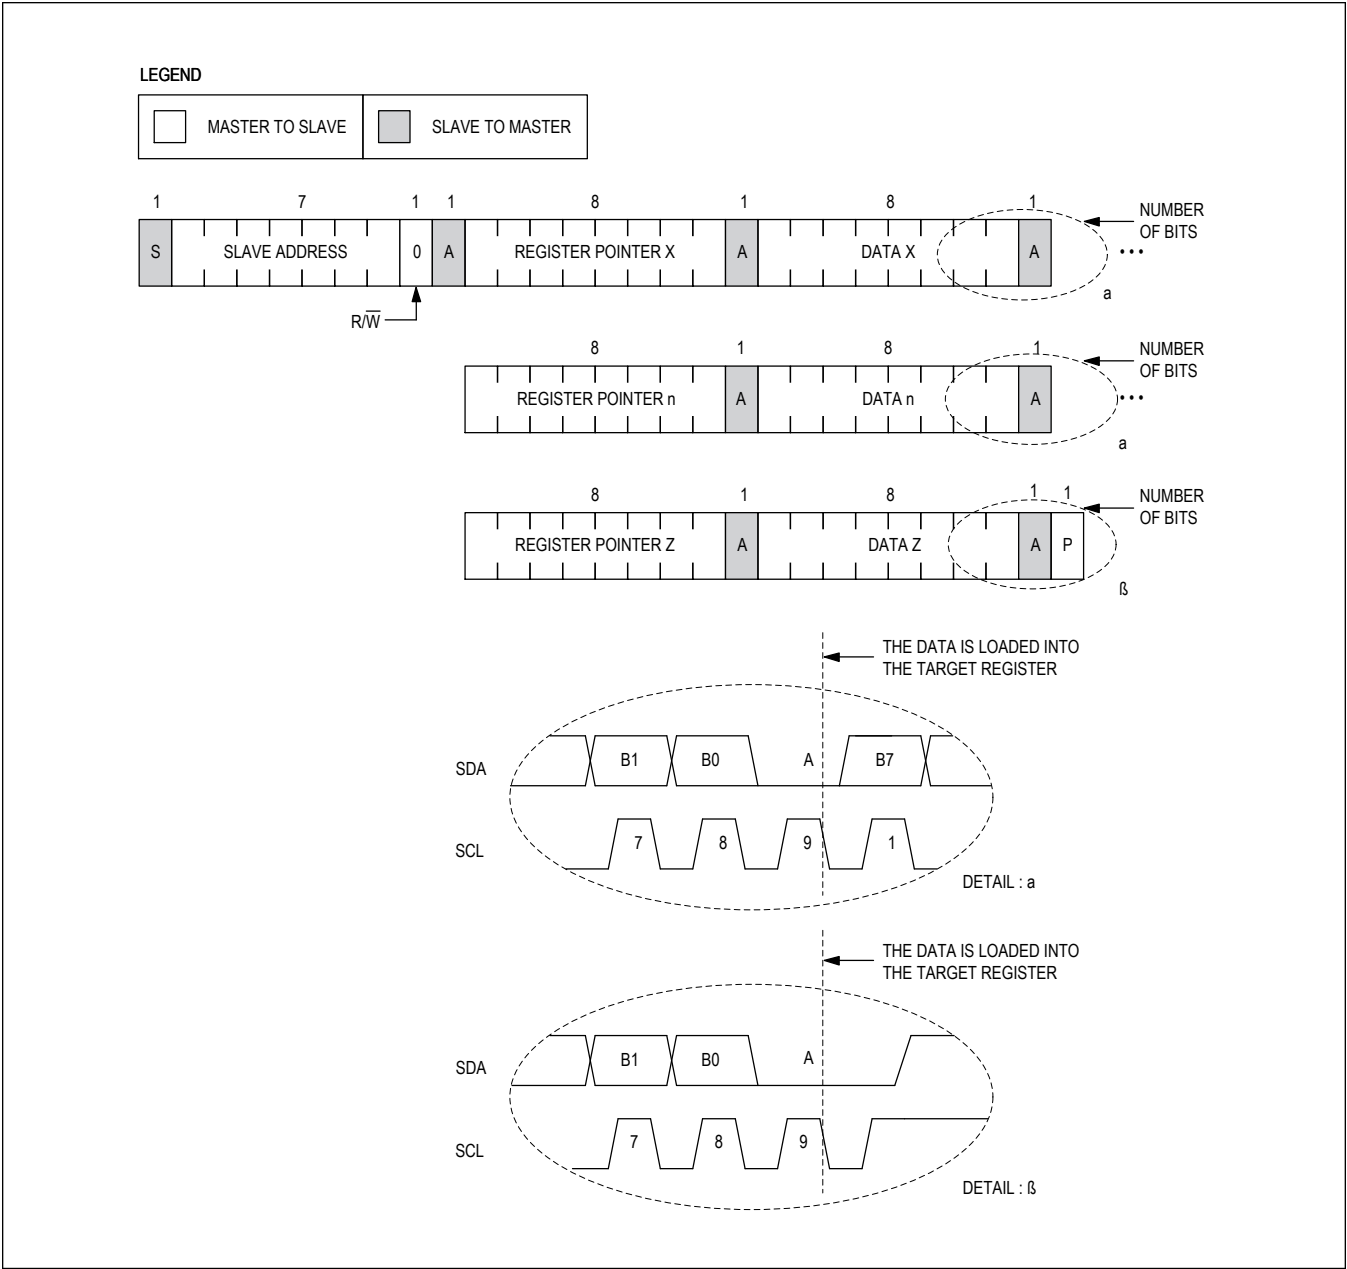 LEGEND
MASTER TO SLAVE SLAVE TO MASTER
1 7 1 1 8 1 8 1 NUMBER
OF BITS
S SLAVE ADDRESS 0 A REGISTER POINTER X A DATA X A •••
a
R/W̅
8 1 8 1 NUMBER
OF BITS
REGISTER POINTER n A DATA n A •••
a
8 1 8 1 1 NUMBER
OF BITS
REGISTER POINTER Z A DATA Z A P
ß
THE DATA IS LOADED INTO
THE TARGET REGISTER
SDA B1 B0 A B7
SCL 7 8 9 1
DETAIL : a
THE DATA IS LOADED INTO
THE TARGET REGISTER
SDA B1 B0 A
SCL 7 8 9
DETAIL : ß